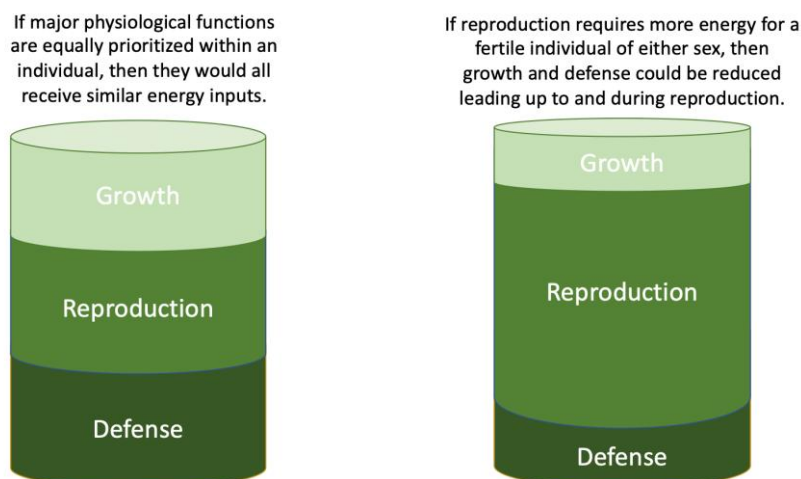 If major physiological functions
are equally prioritized within an
individual, then they would all
receive similar energy inputs.
Growth
Reproduction
Defense
If reproduction requires more energy for a
fertile individual of either sex, then
growth and defense could be reduced
leading up to and during reproduction.
Growth
Reproduction
Defense